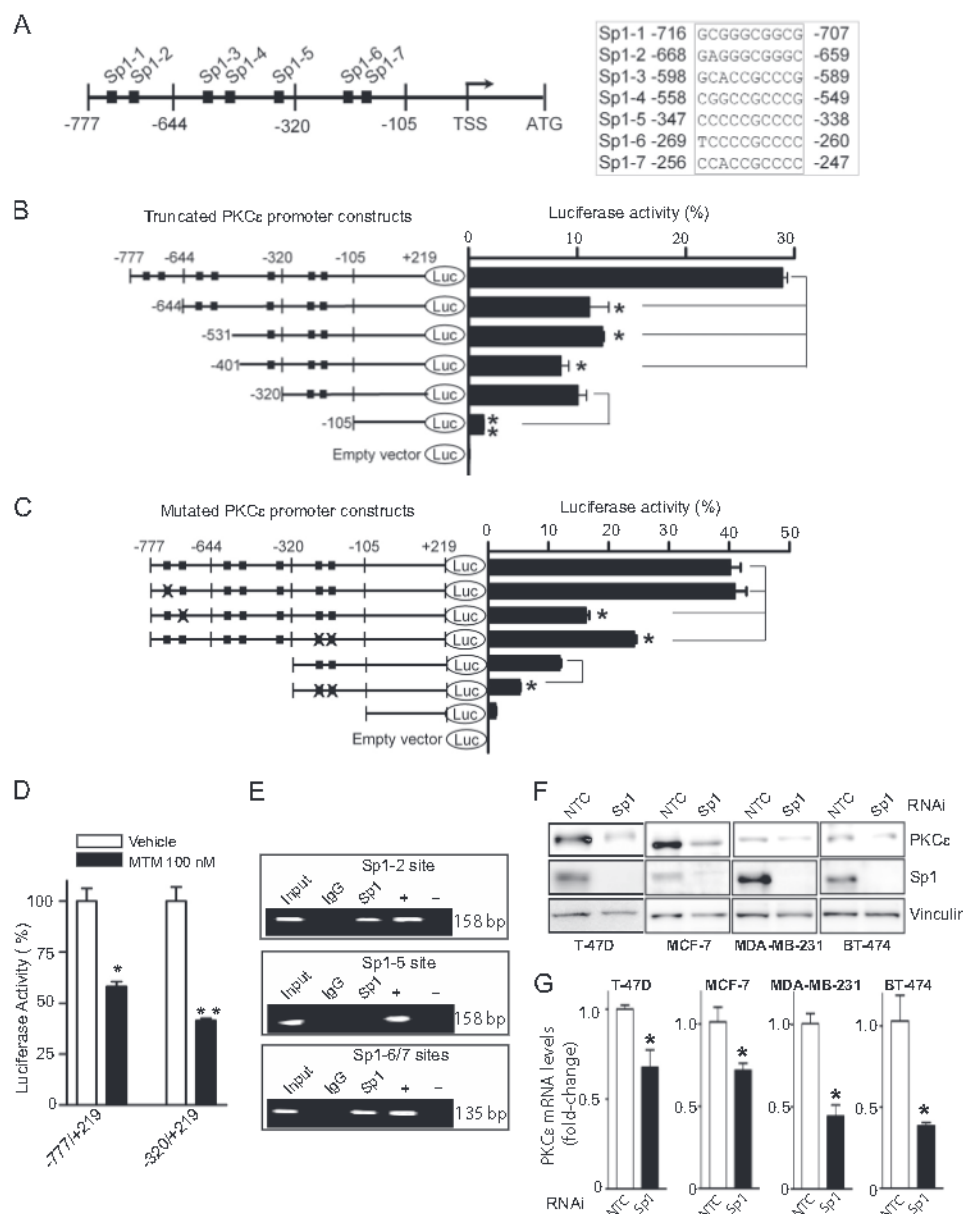 A
Sp1-1 Sp1-2 Sp1-3 Sp1-4 Sp1-5 Sp1-6 Sp1-7
-777 -644 -320 -105 TSS ATG
Sp1-1 -716 GCGGGCGGCG -707
Sp1-2 -668 GAGGGCGGGC -659
Sp1-3 -598 GCACCGCCCG -589
Sp1-4 -558 CGGCCGCCCG -549
Sp1-5 -347 CCCCCGCCCC -338
Sp1-6 -269 TCCCCGCCCC -260
Sp1-7 -256 CCACCGCCCC -247
B
Truncated PKCε promoter constructs
Luciferase activity (%)
0 10 20 30
-777 -644 -320 -105 +219
Luc
-644 Luc *
-531 Luc *
-401 Luc *
-320 Luc
-105 Luc * *
Empty vector Luc
C
Mutated PKCε promoter constructs
Luciferase activity (%)
0 10 20 30 40 50
-777 -644 -320 -105 +219
Luc
Luc
Luc *
Luc *
Luc
Luc *
Luc
Empty vector Luc
D
Vehicle
MTM 100 nM
Luciferase Activity ( %)
100
75
50
25
0
*
* *
-777/+219 -320/+219
E
Sp1-2 site
Input IgG Sp1 + –
158 bp
Sp1-5 site
Input IgG Sp1 + –
158 bp
Sp1-6/7 sites
Input IgG Sp1 + –
135 bp
F
NTC Sp1 NTC Sp1 NTC Sp1 NTC Sp1 RNAi
PKCε
Sp1
Vinculin
T-47D MCF-7 MDA-MB-231 BT-474
G
T-47D MCF-7 MDA-MB-231 BT-474
PKCε mRNA levels
(fold-change)
1.0 1.0 1.0 1.0
0.5 0.5 0.5 0.5
0.0 0.0 0.0 0.0
* * * *
RNAi NTC Sp1 NTC Sp1 NTC Sp1 NTC Sp1